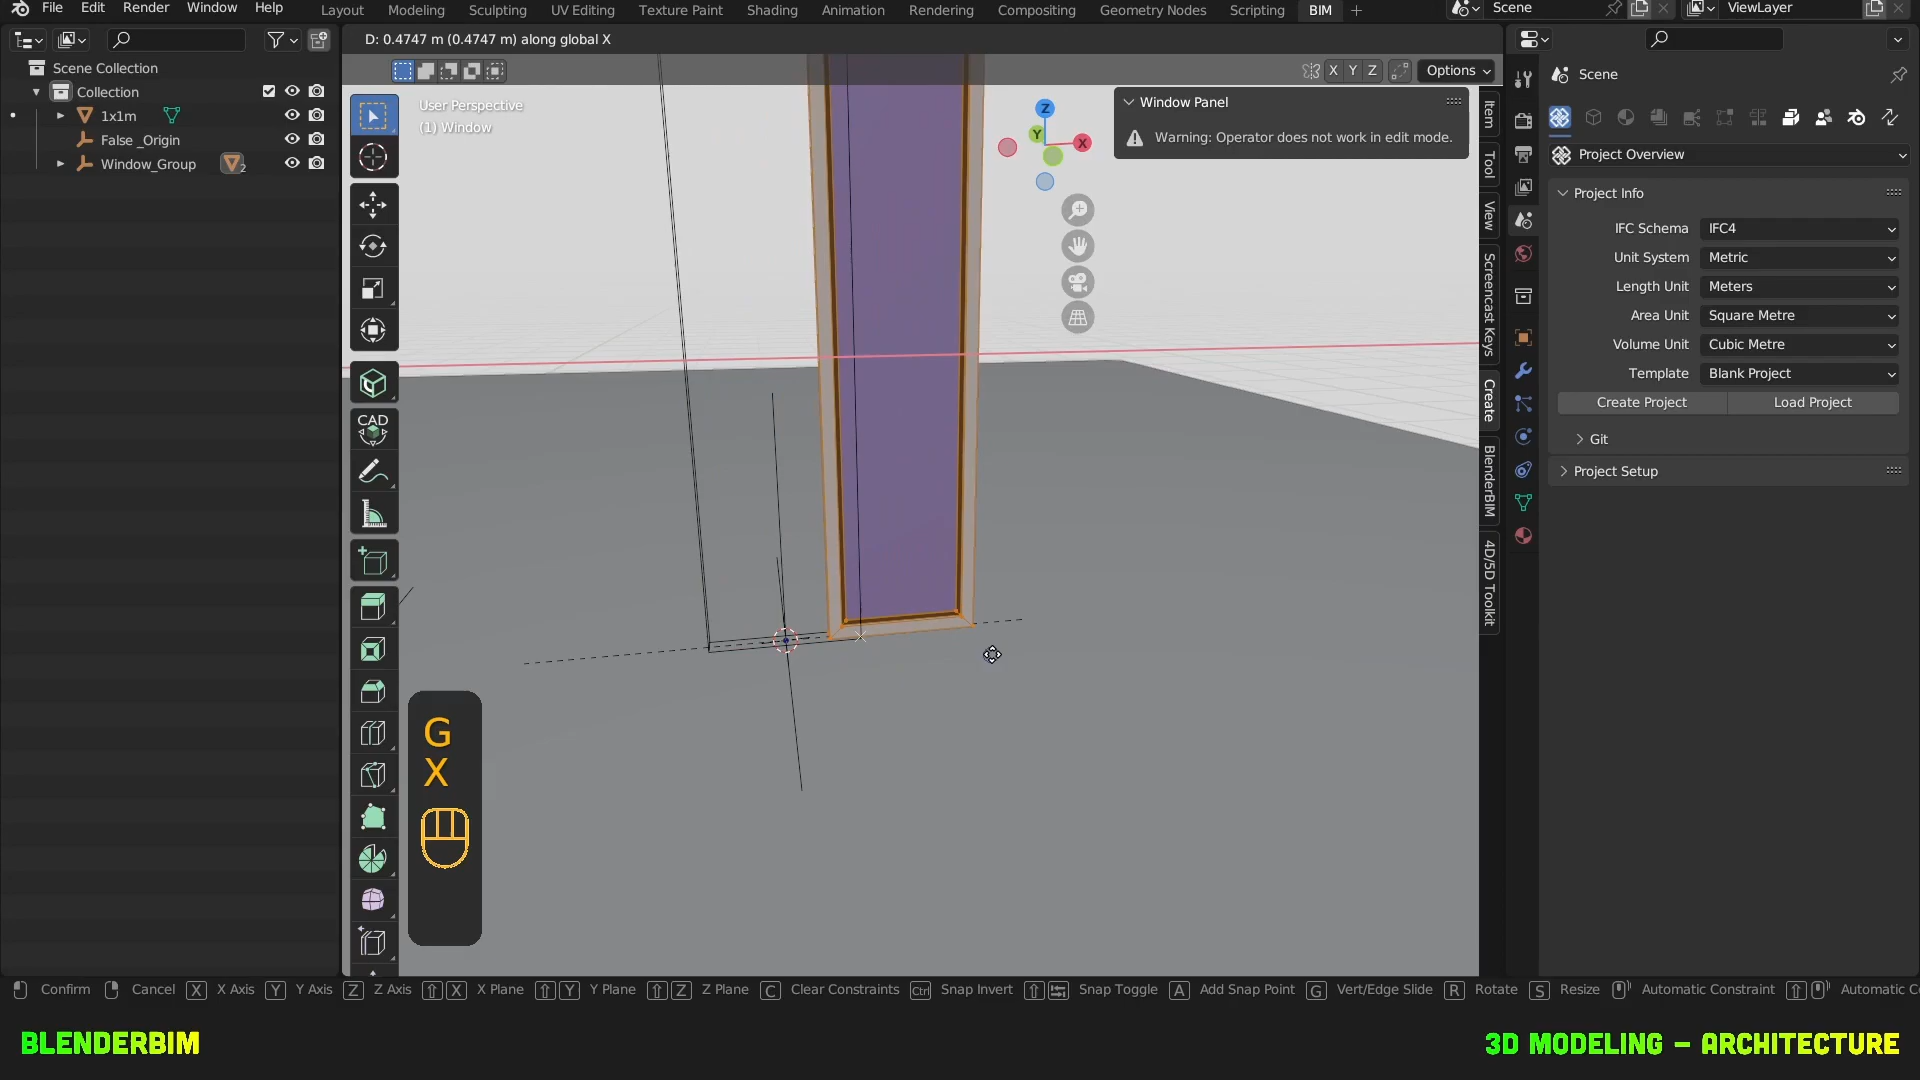 File Edit Render Window Help
Layout Modeling Sculpting UV Editing Texture Paint Shading Animation Rendering Compositing Geometry Nodes Scripting BIM +
Scene
ViewLayer
D: 0.4747 m (0.4747 m) along global X
X Y Z Options
Scene Collection
Collection
1x1m
False _Origin
Window_Group 2
User Perspective
(1) Window
CAD
Z
Y
X
Window Panel
Warning: Operator does not work in edit mode.
Item
Tool
View
Screencast Keys
Create
BlenderBIM
4D/5D Toolkit
Scene
Project Overview
Project Info
IFC Schema IFC4
Unit System Metric
Length Unit Meters
Area Unit Square Metre
Volume Unit Cubic Metre
Template Blank Project
Create Project Load Project
Git
Project Setup
G
X
Confirm Cancel X X Axis Y Y Axis Z Z Axis X X Plane Y Y Plane Z Z Plane C Clear Constraints Ctrl Snap Invert Snap Toggle A Add Snap Point G Vert/Edge Slide R Rotate S Resize Automatic Constraint Automatic Co
BLENDERBIM
3D MODELING - ARCHITECTURE